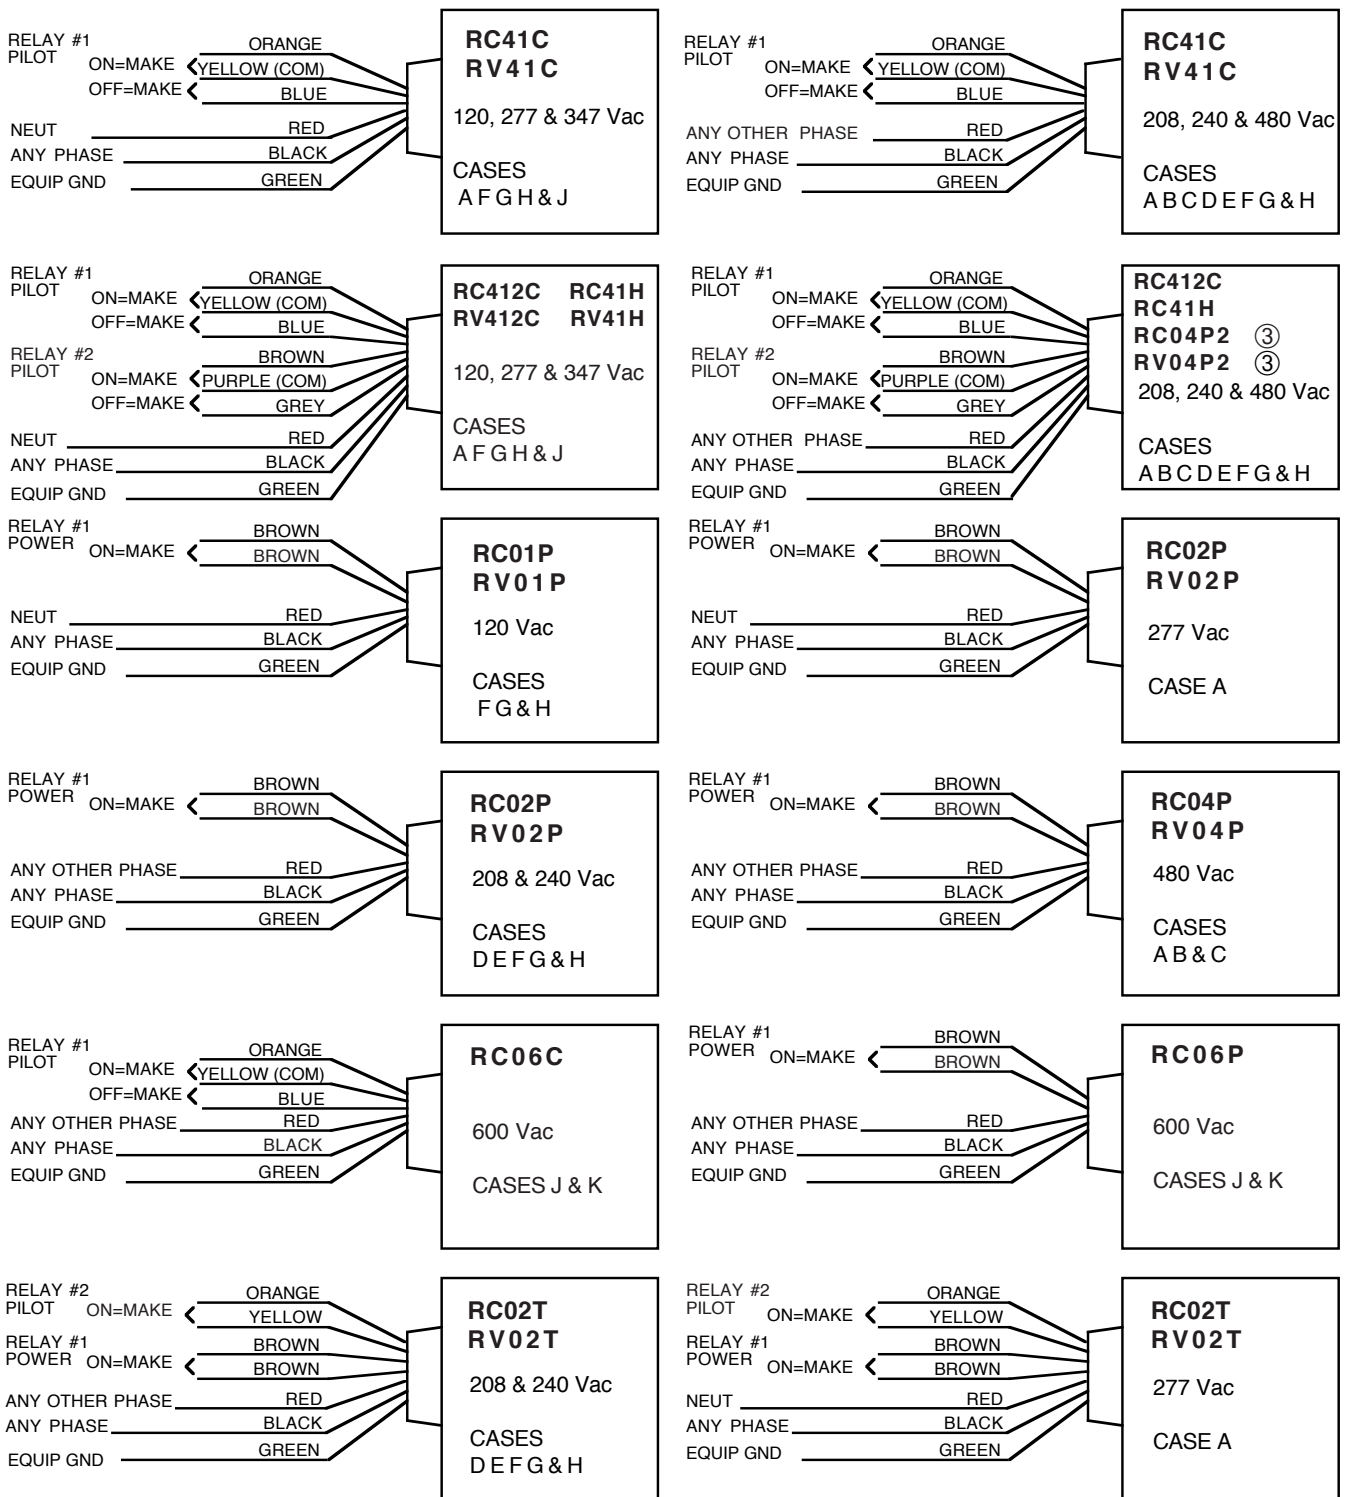 RELAY #1
PILOT
ON=MAKE
OFF=MAKE
ORANGE
YELLOW (COM)
BLUE
NEUT RED
ANY PHASE BLACK
EQUIP GND GREEN
RC41C
RV41C
120, 277 & 347 Vac
CASES
A F G H & J
RELAY #1
PILOT
ON=MAKE
OFF=MAKE
ORANGE
YELLOW (COM)
BLUE
ANY OTHER PHASE RED
ANY PHASE BLACK
EQUIP GND GREEN
RC41C
RV41C
208, 240 & 480 Vac
CASES
A B C D E F G & H
RELAY #1
PILOT
ON=MAKE
OFF=MAKE
ORANGE
YELLOW (COM)
BLUE
RELAY #2
PILOT
ON=MAKE
OFF=MAKE
BROWN
PURPLE (COM)
GREY
NEUT RED
ANY PHASE BLACK
EQUIP GND GREEN
RC412C RC41H
RV412C RV41H
120, 277 & 347 Vac
CASES
A F G H & J
RELAY #1
PILOT
ON=MAKE
OFF=MAKE
ORANGE
YELLOW (COM)
BLUE
RELAY #2
PILOT
ON=MAKE
OFF=MAKE
BROWN
PURPLE (COM)
GREY
ANY OTHER PHASE RED
ANY PHASE BLACK
EQUIP GND GREEN
RC412C
RC41H
RC04P2 ③
RV04P2 ③
208, 240 & 480 Vac
CASES
A B C D E F G & H
RELAY #1
POWER
ON=MAKE
BROWN
BROWN
NEUT RED
ANY PHASE BLACK
EQUIP GND GREEN
RC01P
RV01P
120 Vac
CASES
F G & H
RELAY #1
POWER
ON=MAKE
BROWN
BROWN
NEUT RED
ANY PHASE BLACK
EQUIP GND GREEN
RC02P
RV02P
277 Vac
CASE A
RELAY #1
POWER
ON=MAKE
BROWN
BROWN
ANY OTHER PHASE RED
ANY PHASE BLACK
EQUIP GND GREEN
RC02P
RV02P
208 & 240 Vac
CASES
D E F G & H
RELAY #1
POWER
ON=MAKE
BROWN
BROWN
ANY OTHER PHASE RED
ANY PHASE BLACK
EQUIP GND GREEN
RC04P
RV04P
480 Vac
CASES
A B & C
RELAY #1
PILOT
ON=MAKE
OFF=MAKE
ORANGE
YELLOW (COM)
BLUE
ANY OTHER PHASE RED
ANY PHASE BLACK
EQUIP GND GREEN
RC06C
600 Vac
CASES J & K
RELAY #1
POWER
ON=MAKE
BROWN
BROWN
ANY OTHER PHASE RED
ANY PHASE BLACK
EQUIP GND GREEN
RC06P
600 Vac
CASES J & K
RELAY #2
PILOT
ON=MAKE
ORANGE
YELLOW
RELAY #1
POWER
ON=MAKE
BROWN
BROWN
ANY OTHER PHASE RED
ANY PHASE BLACK
EQUIP GND GREEN
RC02T
RV02T
208 & 240 Vac
CASES
D E F G & H
RELAY #2
PILOT
ON=MAKE
ORANGE
YELLOW
RELAY #1
POWER
ON=MAKE
BROWN
BROWN
NEUT RED
ANY PHASE BLACK
EQUIP GND GREEN
RC02T
RV02T
277 Vac
CASE A